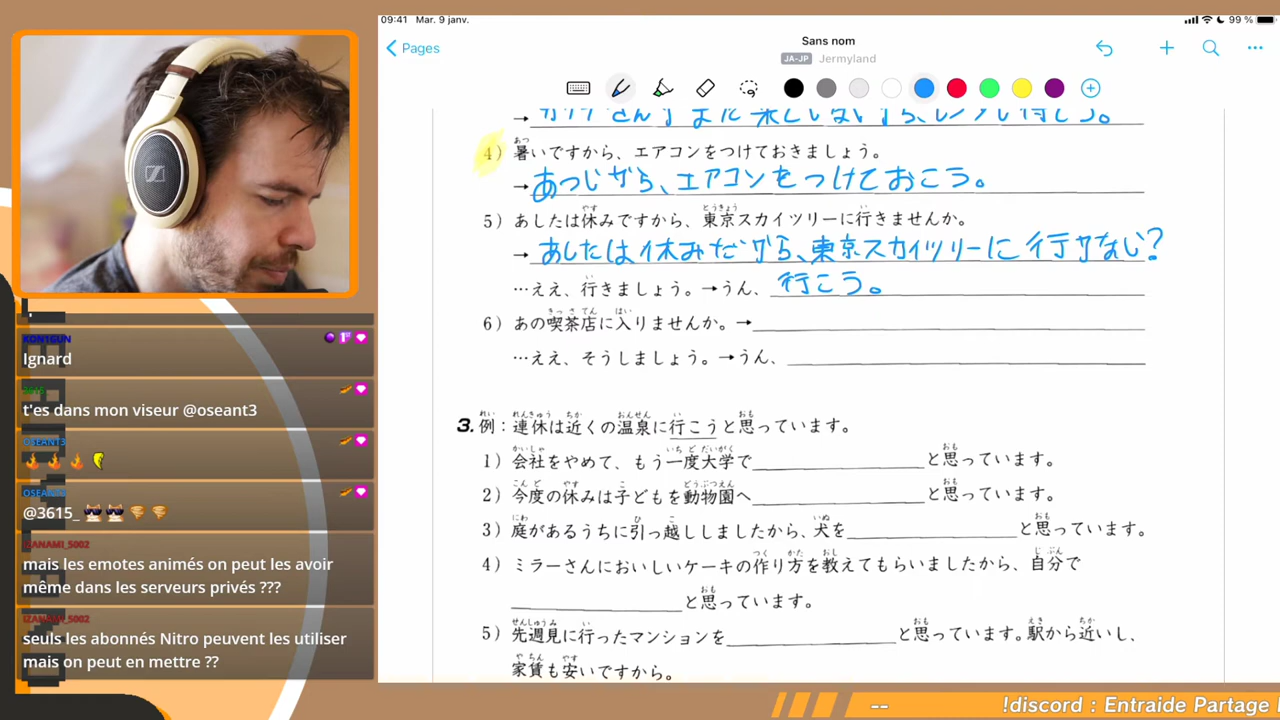 09:41 Mar. 9 janv.
99 %
Pages
Sans nom
JA-JP Jermyland
4) 暑いですから、エアコンをつけておきましょう。
→あついから、エアコンをつけておこう。
5) あしたは休みですから、東京スカイツリーに行きませんか。
→あしたは休みだから、東京スカイツリーに行かない?
…ええ、行きましょう。→うん、行こう。
6) あの喫茶店に入りませんか。→
…ええ、そうしましょう。→うん、
3. 例：連休は近くの温泉に行こうと思っています。
1) 会社をやめて、もう一度大学で と思っています。
2) 今度の休みは子どもを動物園へ と思っています。
3) 庭があるうちに引っ越ししましたから、犬を と思っています。
4) ミラーさんにおいしいケーキの作り方を教えてもらいましたから、自分で
と思っています。
5) 先週見に行ったマンションを と思っています。駅から近いし、
家賃も安いですから。
KON1GUN
Ignard
3615_
t'es dans mon viseur @oseant3
OSEANT3
OSEANT3
@3615_
IZANAMI_5002
mais les emotes animés on peut les avoir
même dans les serveurs privés ???
IZANAMI_5002
seuls les abonnés Nitro peuvent les utiliser
mais on peut en mettre ??
--
!discord : Entraide Partage